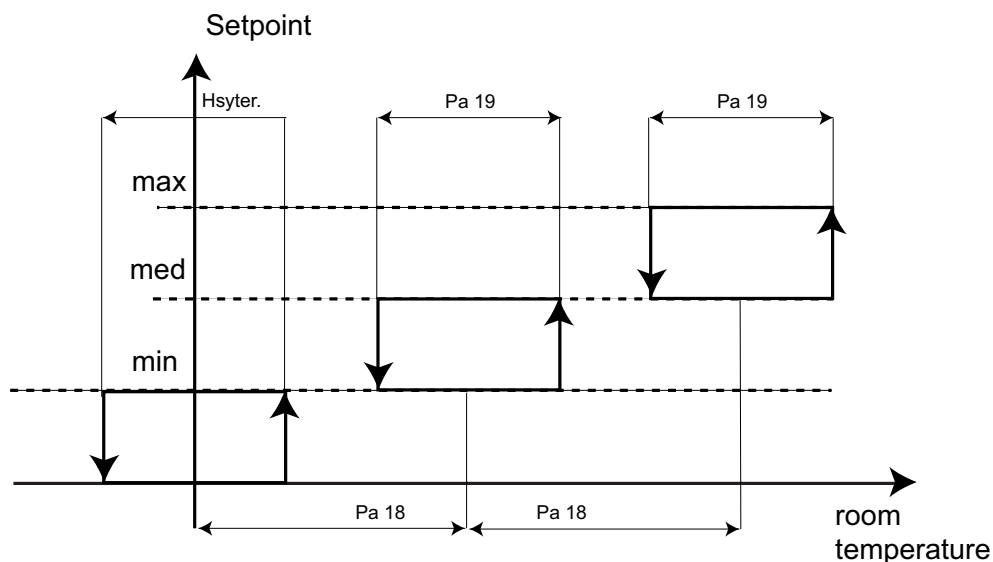 Setpoint
Hsyter.
Pa 19
Pa 19
max
med
min
Pa 18
Pa 18
room
temperature